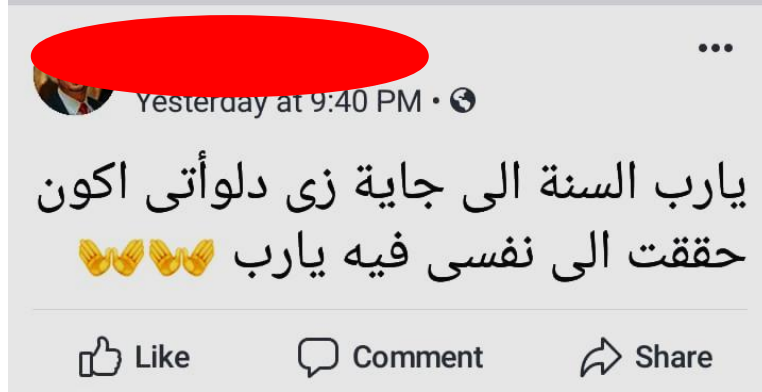 Yesterday at 9:40 PM
يارب السنة الى جاية زى دلوأتى اكون
حققت الى نفسى فيه يارب 👐👐
Like Comment Share